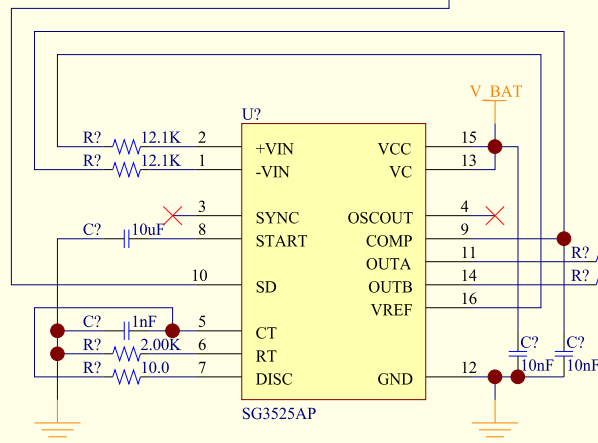 V_BAT
U?
R? 12.1K 2 +VIN VCC 15
R? 12.1K 1 -VIN VC 13
3 SYNC OSCOUT 4
C? 10uF 8 START COMP 9
OUTA 11 R?
10 SD OUTB 14 R?
VREF 16
C? 1nF 5 CT
R? 2.00K 6 RT C? C?
10nF 10nF
R? 10.0 7 DISC GND 12
SG3525AP